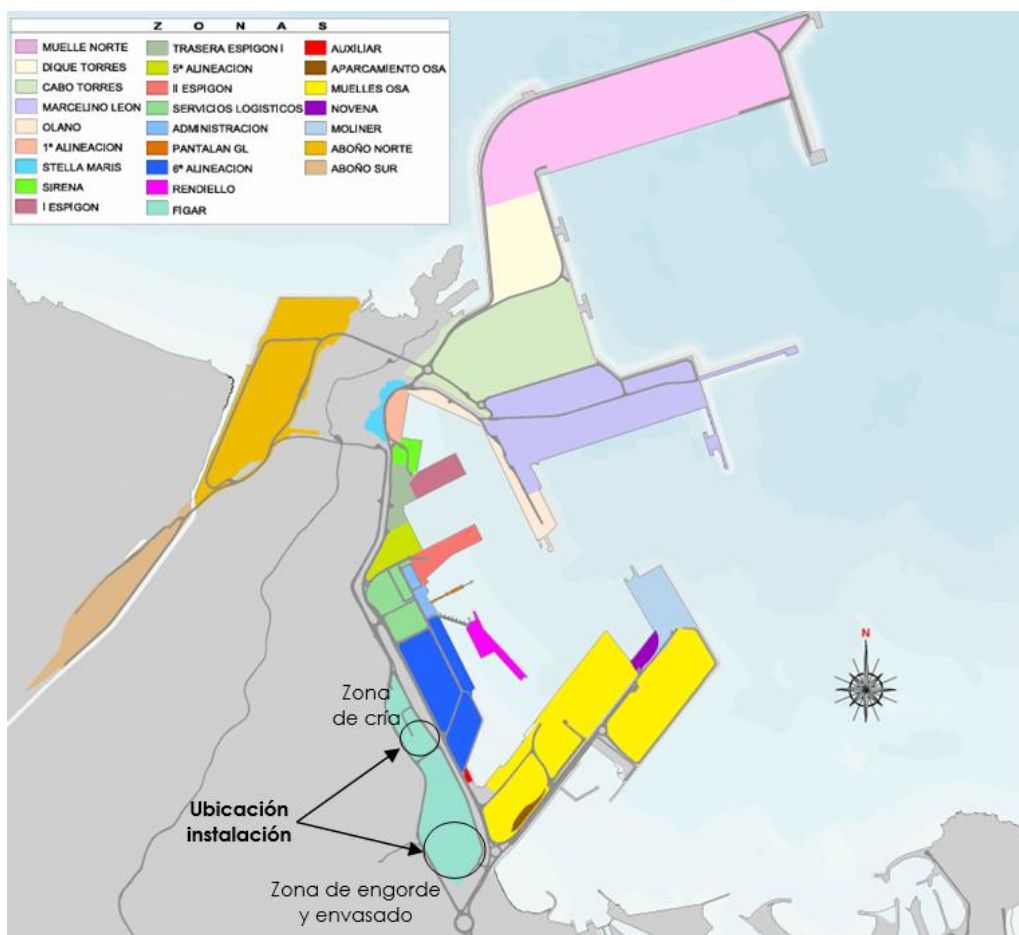 Z O N A S
MUELLE NORTE
DIQUE TORRES
CABO TORRES
MARCELINO LEON
OLANO
1ª ALINEACION
STELLA MARIS
SIRENA
I ESPIGON
TRASERA ESPIGON I
5ª ALINEACION
II ESPIGON
SERVICIOS LOGISTICOS
ADMINISTRACION
PANTALAN GL
6ª ALINEACION
RENDIELLO
FIGAR
AUXILIAR
APARCAMIENTO OSA
MUELLES OSA
NOVENA
MOLINER
ABOÑO NORTE
ABOÑO SUR
N
Zona
de cría
Ubicación
instalación
Zona de engorde
y envasado